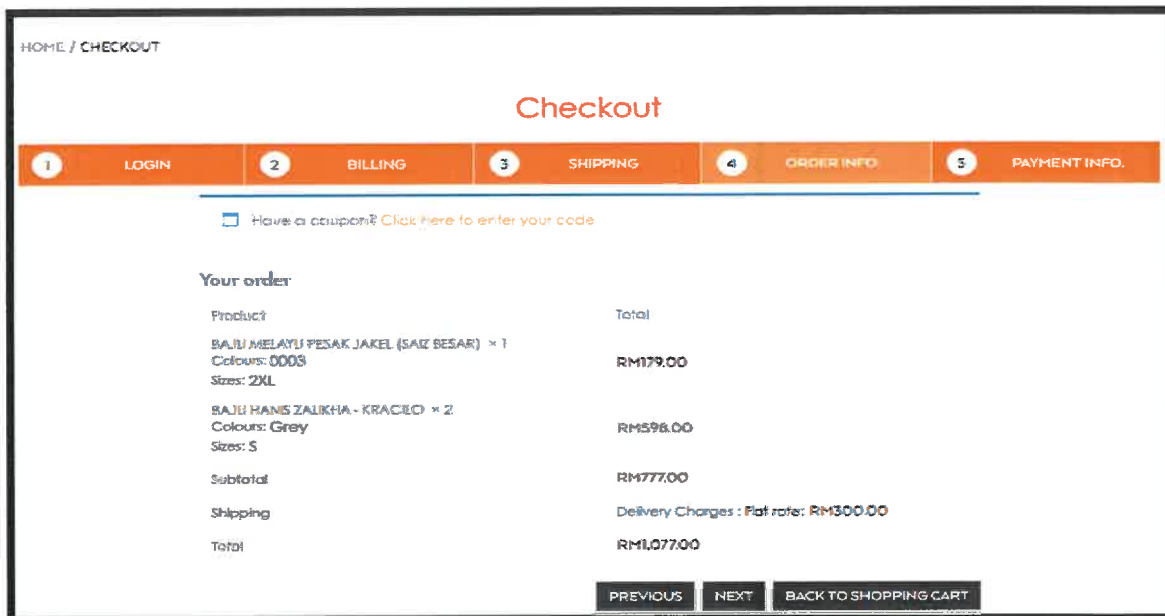 HOME / CHECKOUT
Checkout
1 LOGIN 2 BILLING 3 SHIPPING 4 ORDER INFO 5 PAYMENT INFO.
Have a coupon? Click here to enter your code
Your order
Product Total
BAJU MELAYU PESAK JAKEL (SAIZ BESAR) × 1
Colours: 0003
RM179.00
Sizes: 2XL
BAJU HANIS ZALIKHA - × 2
Colours: Grey
RM598.00
Sizes: S
Subtotal RM777.00
Shipping Delivery Charges : Flat rate: RM300.00
Total RM1,077.00
PREVIOUS NEXT BACK TO SHOPPING CART